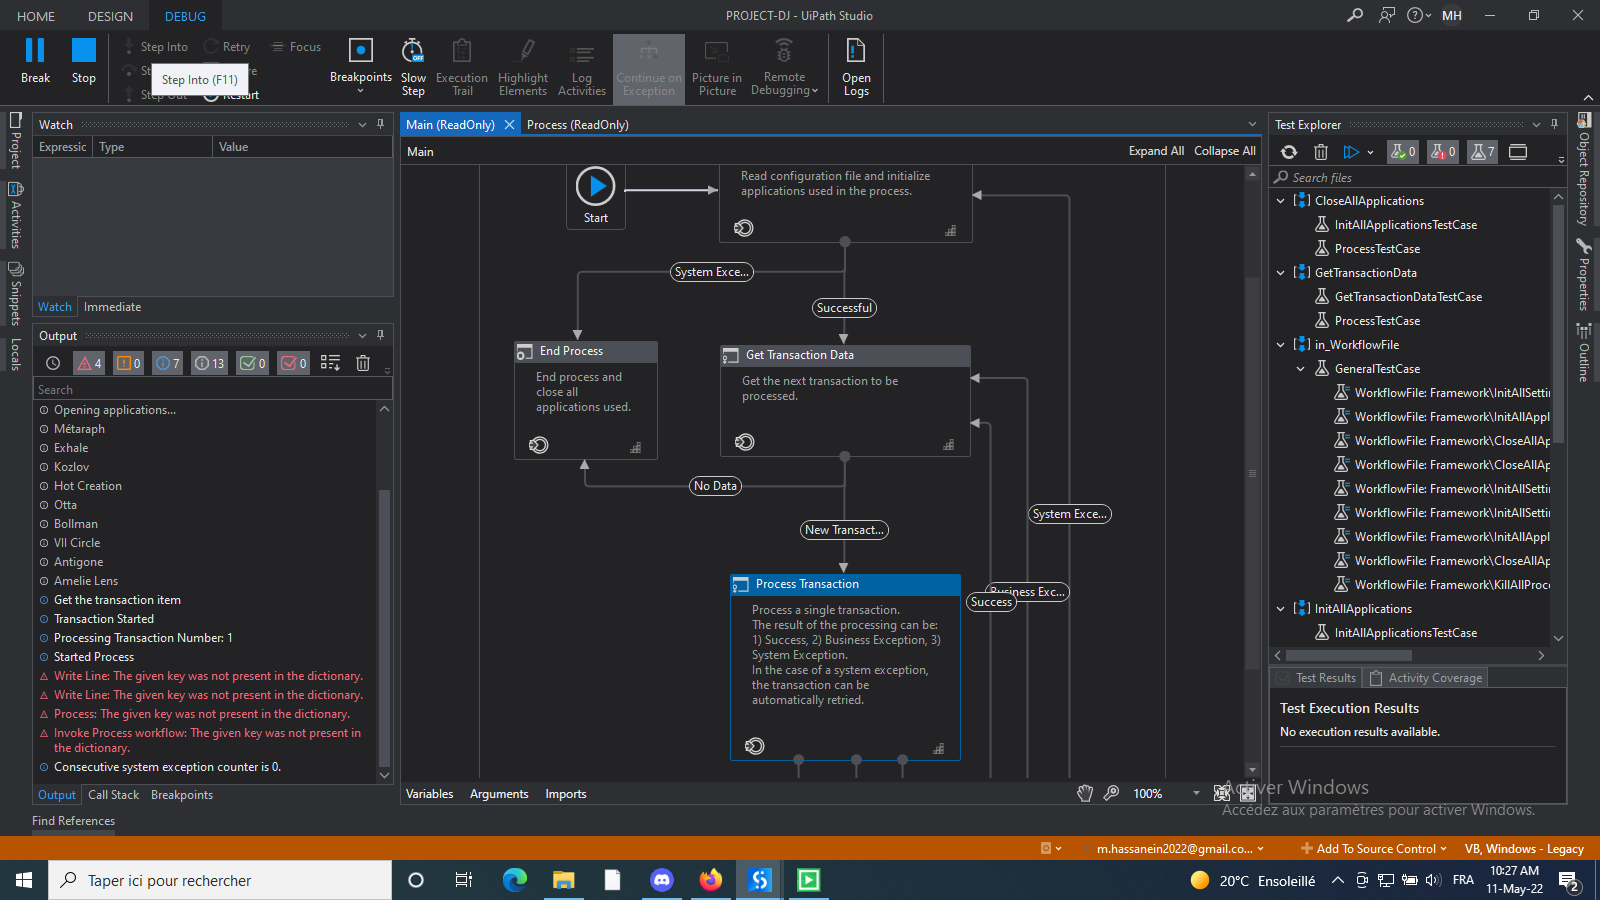 HOME DESIGN DEBUG
PROJECT-DJ - UiPath Studio
MH
Break
Stop
Step Into
Retry
Focus
Step Into (F11)
Step Out
Restart
Breakpoints
Slow Step
Execution Trail
Highlight Elements
Log Activities
Continue on Exception
Picture in Picture
Remote Debugging
Open Logs
Project
Activities
Snippets
Locals
Watch
Expressic Type Value
Watch Immediate
Output
4 0 7 13 0 0
Search
Opening applications...
Métaraph
Exhale
Kozlov
Hot Creation
Otta
Bollman
VII Circle
Antigone
Amelie Lens
Get the transaction item
Transaction Started
Processing Transaction Number: 1
Started Process
Write Line: The given key was not present in the dictionary.
Write Line: The given key was not present in the dictionary.
Process: The given key was not present in the dictionary.
Invoke Process workflow: The given key was not present in
the dictionary.
Consecutive system exception counter is 0.
Output Call Stack Breakpoints
Find References
Main (ReadOnly) Process (ReadOnly)
Main
Expand All Collapse All
Start
Read configuration file and initialize
applications used in the process.
System Exce...
Successful
End Process
End process and
close all
applications used.
Get Transaction Data
Get the next transaction to be
processed.
No Data
New Transact...
System Exce...
Business Exc...
Success
Process Transaction
Process a single transaction.
The result of the processing can be:
1) Success, 2) Business Exception, 3)
System Exception.
In the case of a system exception,
the transaction can be
automatically retried.
Variables Arguments Imports
100%
Test Explorer
0 0 7
Search files
CloseAllApplications
InitAllApplicationsTestCase
ProcessTestCase
GetTransactionData
GetTransactionDataTestCase
ProcessTestCase
in_WorkflowFile
GeneralTestCase
WorkflowFile: Framework\InitAllSettin
WorkflowFile: Framework\InitAllAppl
WorkflowFile: Framework\CloseAllAp
WorkflowFile: Framework\CloseAllAp
WorkflowFile: Framework\InitAllSettin
WorkflowFile: Framework\InitAllSettin
WorkflowFile: Framework\InitAllAppl
WorkflowFile: Framework\CloseAllAp
WorkflowFile: Framework\KillAllProce
InitAllApplications
InitAllApplicationsTestCase
Test Results Activity Coverage
Test Execution Results
No execution results available.
Object Repository
Properties
Outline
Activer Windows
Accédez aux paramètres pour activer Windows.
m.hassanein2022@gmail.co...
Add To Source Control
VB, Windows - Legacy
Taper ici pour rechercher
20°C Ensoleillé
FRA
10:27 AM
11-May-22
2